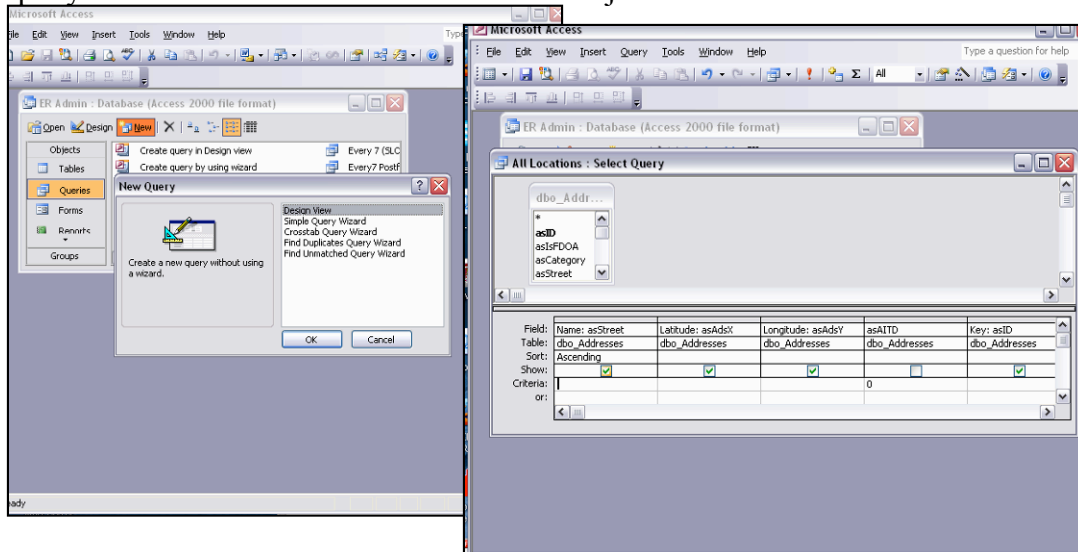 Microsoft Access
File Edit View Insert Tools Window Help
ER Admin : Database (Access 2000 file format)
Open Design New
Objects
Tables
Queries
Forms
Reports
Groups
Create query in Design view
Create query by using wizard
Every 7 (SLC
Every7 Postf
New Query
Create a new query without using
a wizard.
Design View
Simple Query Wizard
Crosstab Query Wizard
Find Duplicates Query Wizard
Find Unmatched Query Wizard
OK Cancel
eady
Microsoft Access
File Edit View Insert Query Tools Window Help
Type a question for help
All
ER Admin : Database (Access 2000 file format)
All Locations : Select Query
dbo_Addr...
*
asID
asIsFDOA
asCategory
asStreet
Field: Name: asStreet Latitude: asAdsX Longitude: asAdsY asAITD Key: asID
Table: dbo_Addresses dbo_Addresses dbo_Addresses dbo_Addresses dbo_Addresses
Sort: Ascending
Show:
Criteria: 0
or: